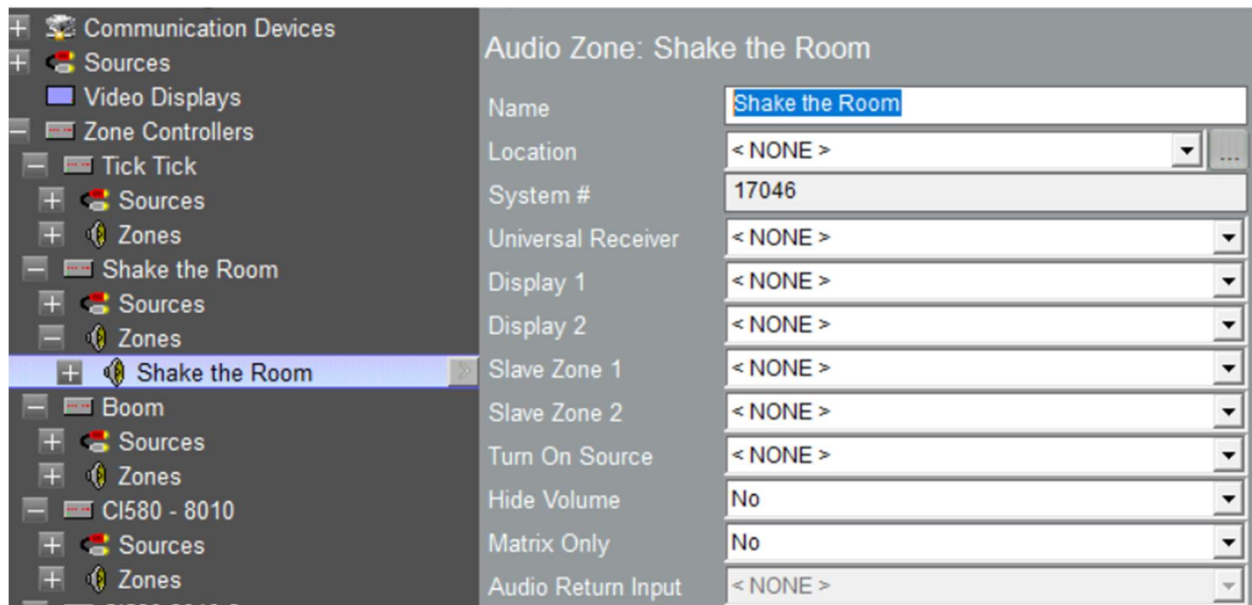 Communication Devices
Sources
Video Displays
Zone Controllers
Tick Tick
Sources
Zones
Shake the Room
Sources
Zones
Shake the Room
Boom
Sources
Zones
CI580 - 8010
Sources
Zones
Audio Zone: Shake the Room
Name Shake the Room
Location < NONE > ...
System # 17046
Universal Receiver < NONE >
Display 1 < NONE >
Display 2 < NONE >
Slave Zone 1 < NONE >
Slave Zone 2 < NONE >
Turn On Source < NONE >
Hide Volume No
Matrix Only No
Audio Return Input < NONE >